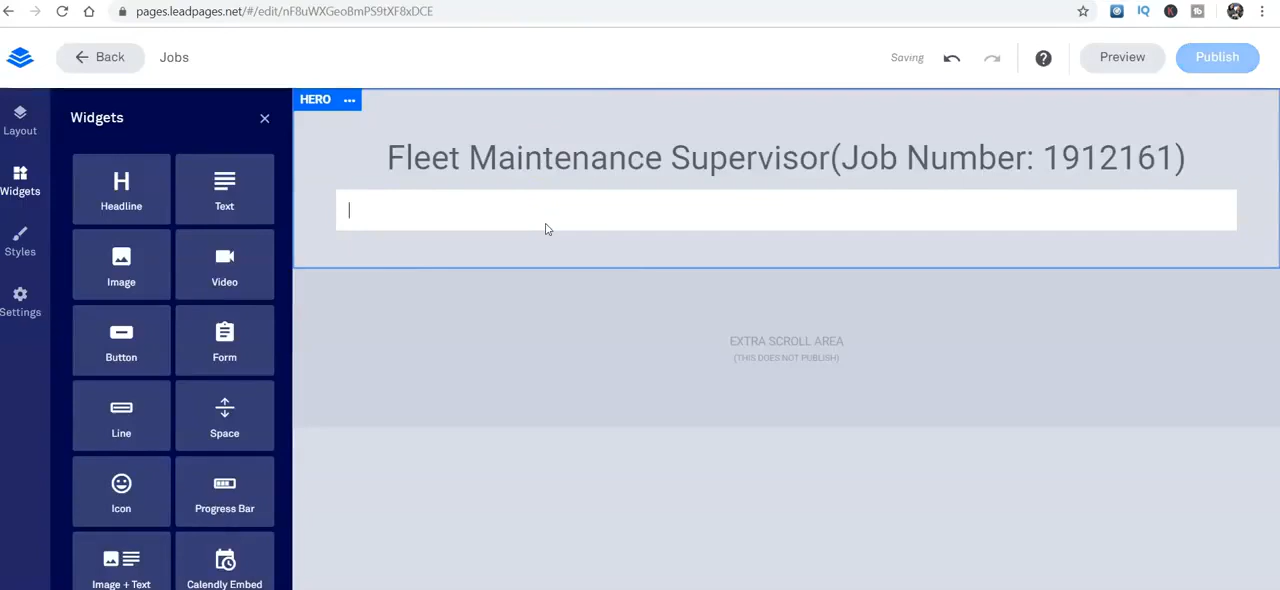 pages.leadpages.net/#/edit/nF8uWXGeoBmPS9tXF8xDCE
IQ
K
Back
Jobs
Saving
?
Preview
Publish
Layout
Widgets
Styles
Settings
Widgets
H
Headline
Text
Image
Video
Button
Form
Line
Space
Icon
Progress Bar
Image + Text
Calendly Embed
HERO
Fleet Maintenance Supervisor(Job Number: 1912161)
EXTRA SCROLL AREA
(THIS DOES NOT PUBLISH)